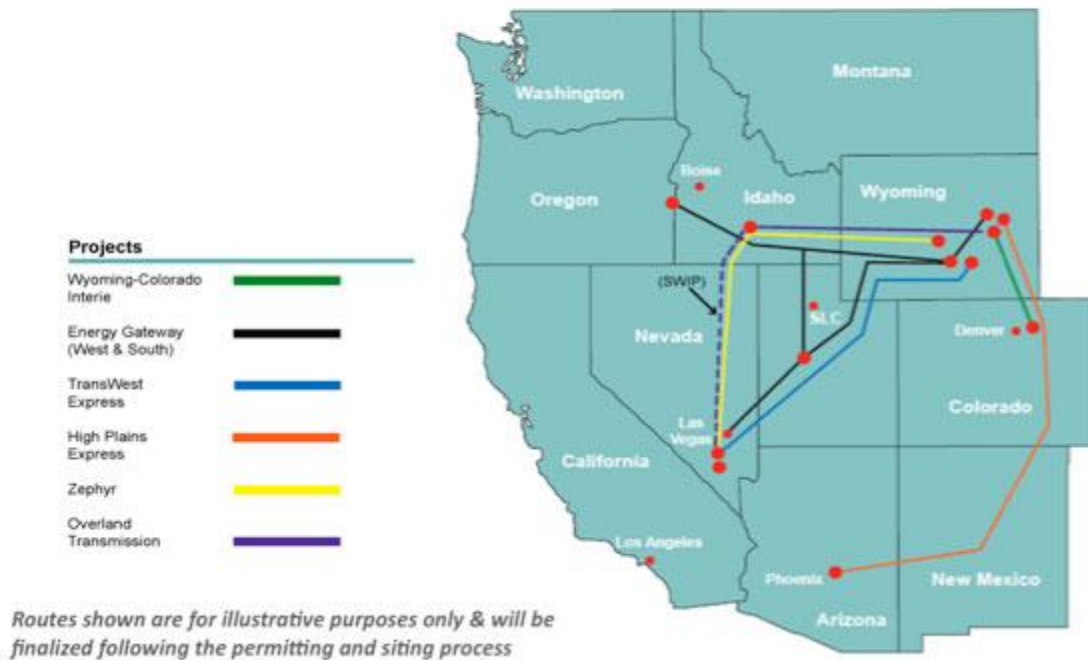 Washington
Montana
Boise
Oregon
Idaho
Wyoming
Projects
Wyoming-Colorado
Interie
(SWIP)
SLC
Energy Gateway
(West & South)
Nevada
Denver
TransWest
Express
Colorado
Las
Vegas
High Plains
Express
California
Zephyr
Overland
Transmission
Los Angeles
Phoenix
New Mexico
Arizona
Routes shown are for illustrative purposes only & will be
finalized following the permitting and siting process